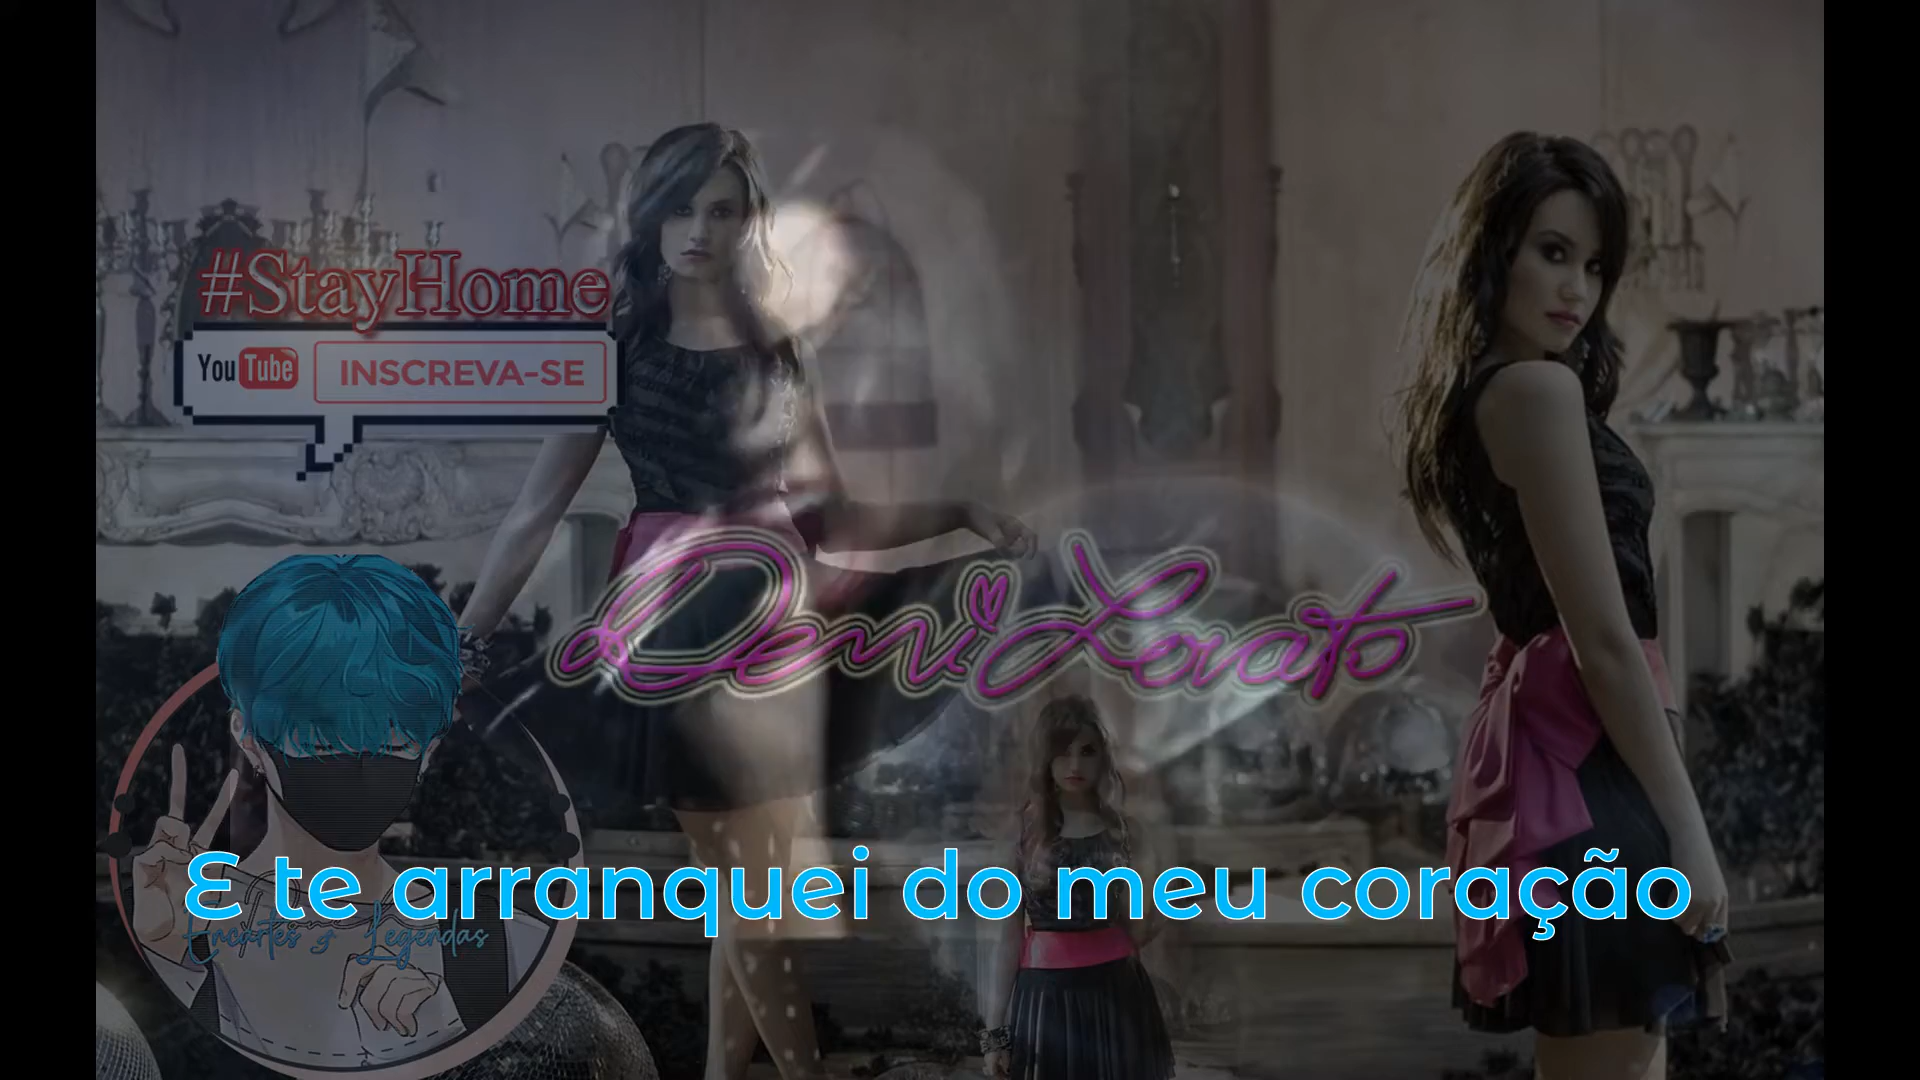 #StayHome
YouTube INSCREVA-SE
Demi Lovato
E te arranquei do meu coração
Encartes & Legendas